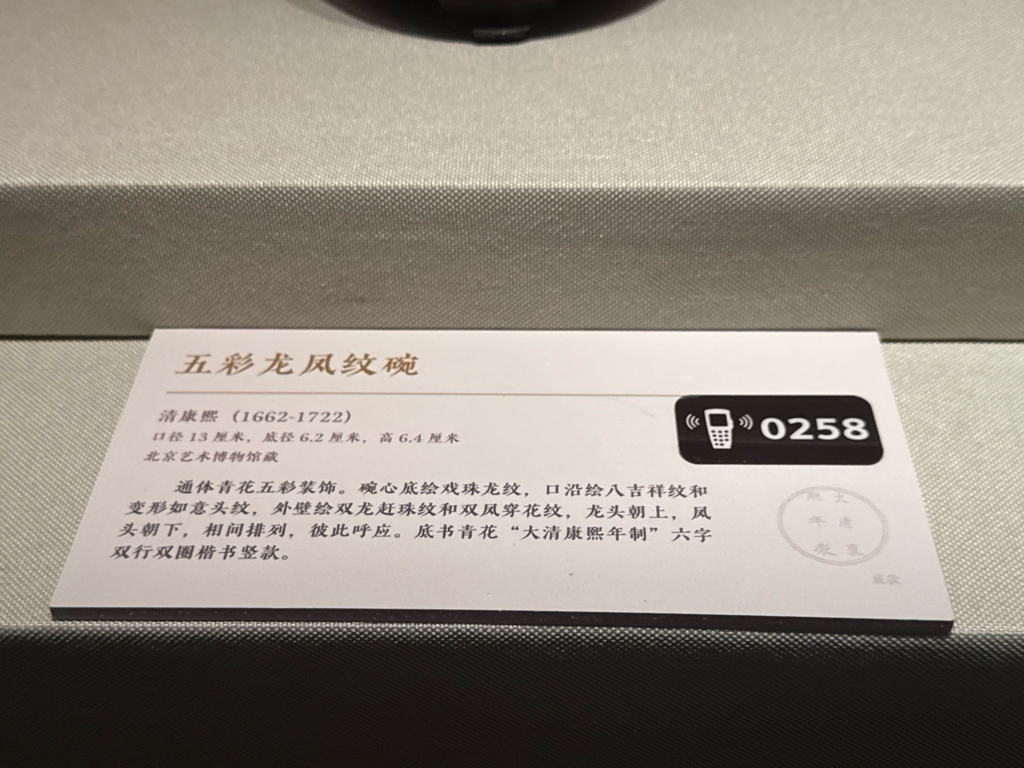 五彩龙凤纹碗
清康熙（1662-1722）
口径 13 厘米，底径 6.2 厘米，高 6.4 厘米
北京艺术博物馆藏
0258
通体青花五彩装饰。碗心底绘戏珠龙纹，口沿绘八吉祥纹和
变形如意头纹，外壁绘双龙赶珠纹和双凤穿花纹，龙头朝上，凤
头朝下，相间排列，彼此呼应。底书青花“大清康熙年制”六字
双行双圈楷书竖款。
大清康
熙年製
底款